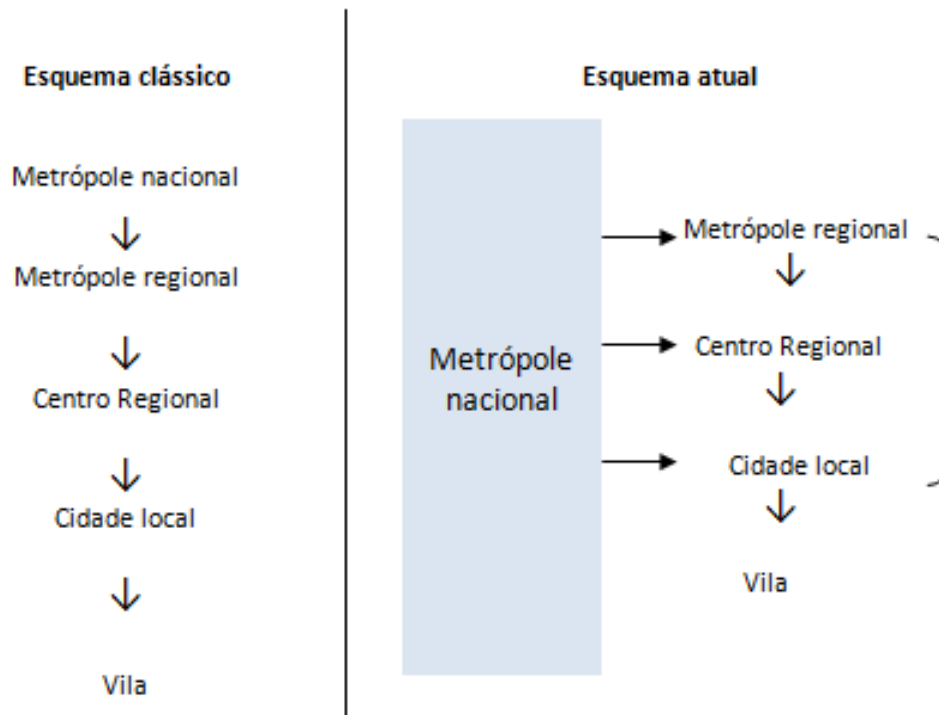 Esquema clássico
Metrópole nacional
Metrópole regional
Centro Regional
Cidade local
Vila
Esquema atual
Metrópole
nacional
Metrópole regional
Centro Regional
Cidade local
Vila